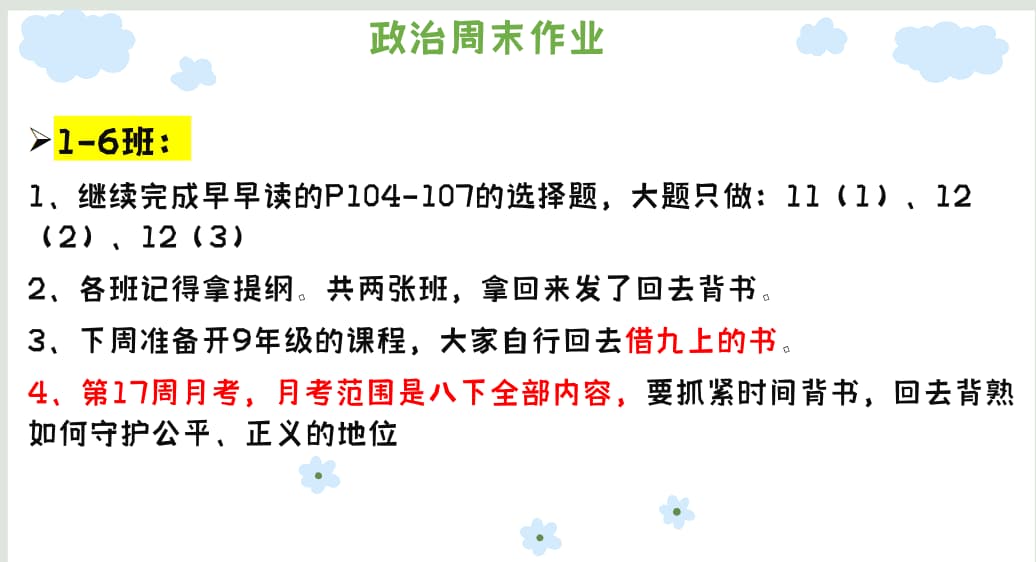 政治周末作业
1-6班：
1、继续完成早早读的P104-107的选择题，大题只做：11（1）、12
（2）、12（3）
2、各班记得拿提纲。共两张班，拿回来发了回去背书。
3、下周准备开9年级的课程，大家自行回去借九上的书。
4、第17周月考，月考范围是八下全部内容，要抓紧时间背书，回去背熟
如何守护公平、正义的地位